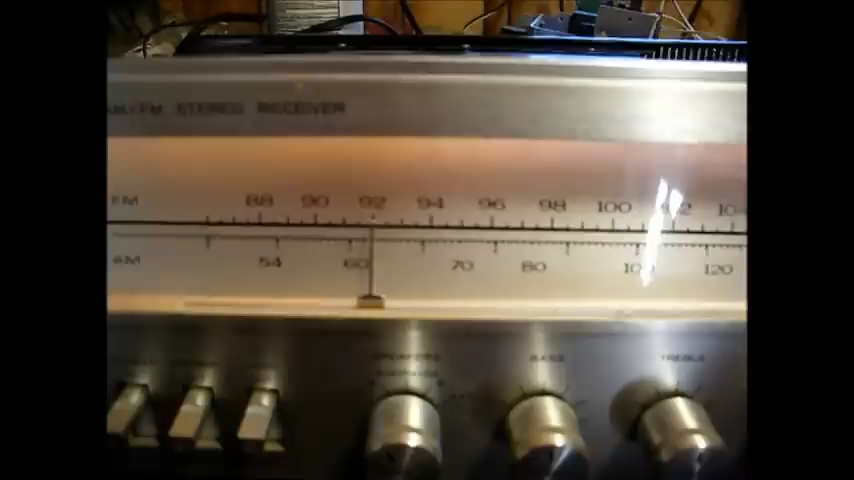 AM/FM STEREO RECEIVER
FM 88 90 92 94 96 98 100 104
AM 54 60 70 80 100 120
SPEAKERS BASS TREBLE